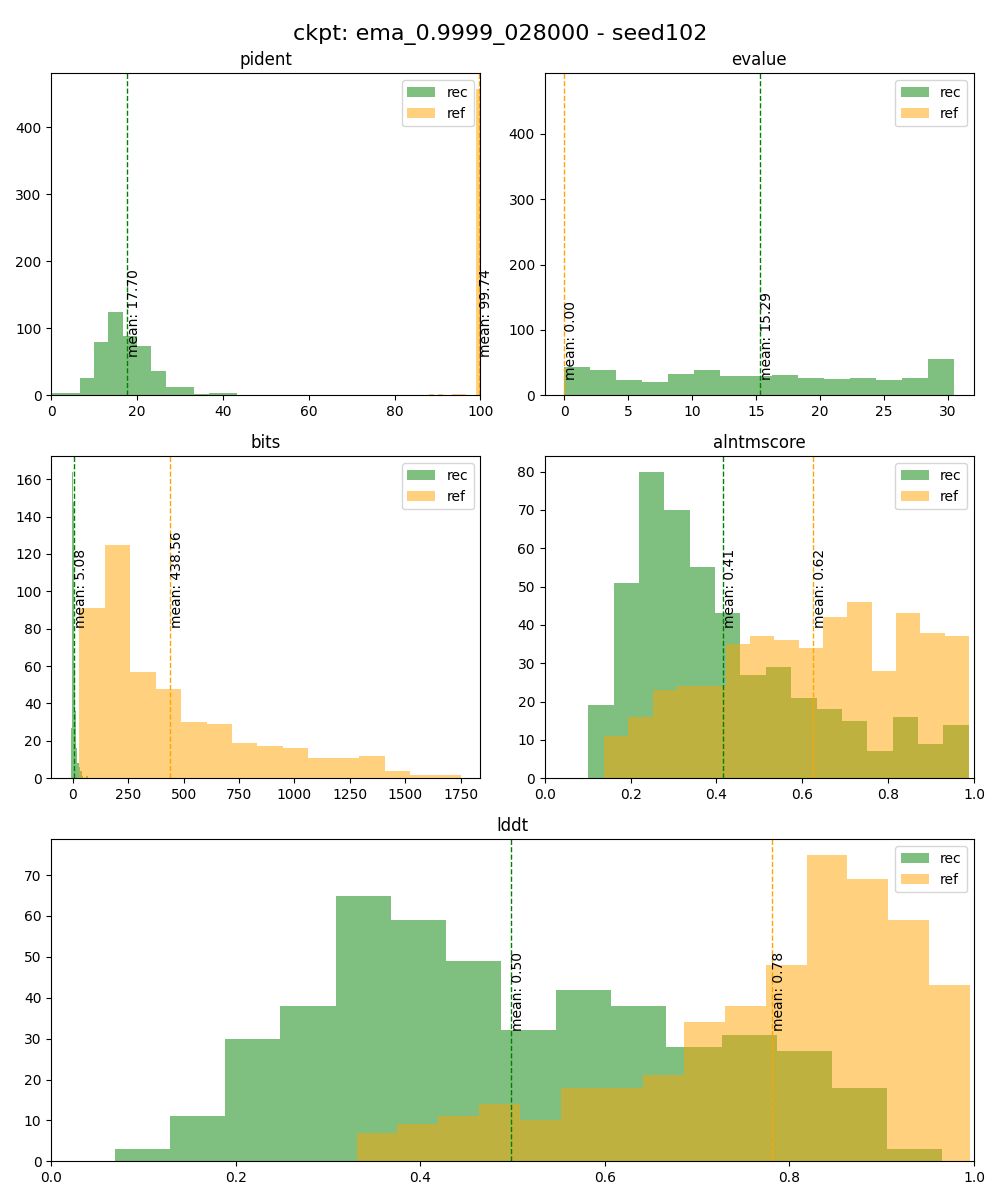 ckpt: ema_0.9999_028000 - seed102
pident
rec
ref
mean: 17.70
mean: 99.74
400
300
200
100
0
0 20 40 60 80 100
evalue
rec
ref
mean: 0.00
mean: 15.29
400
300
200
100
0
0 5 10 15 20 25 30
bits
rec
ref
mean: 5.08
mean: 438.56
160
140
120
100
80
60
40
20
0
0 250 500 750 1000 1250 1500 1750
alntmscore
rec
ref
mean: 0.41
mean: 0.62
80
70
60
50
40
30
20
10
0
0.0 0.2 0.4 0.6 0.8 1.0
lddt
rec
ref
mean: 0.50
mean: 0.78
70
60
50
40
30
20
10
0
0.0 0.2 0.4 0.6 0.8 1.0